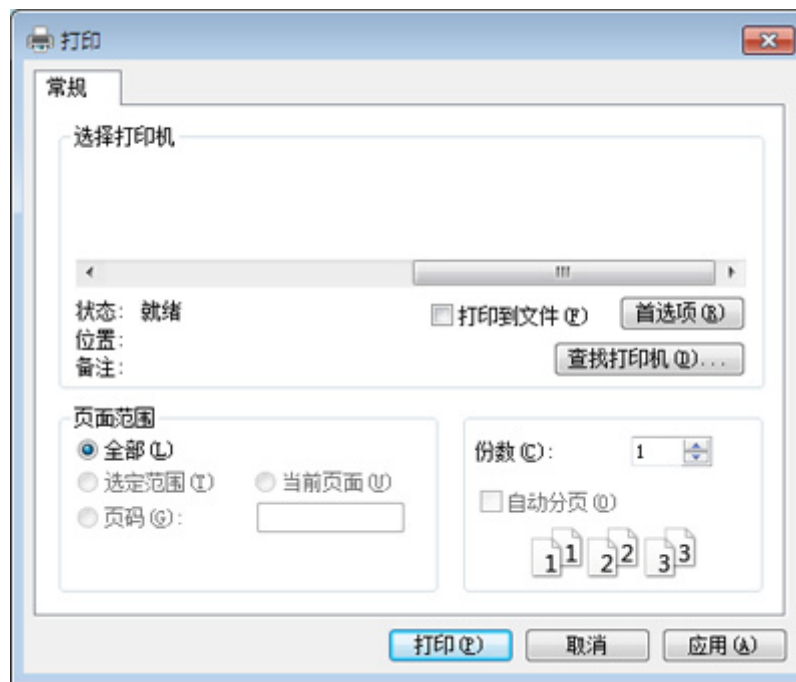 打印
常规
选择打印机
状态: 就绪
打印到文件(F)
首选项(R)
位置:
备注:
查找打印机(D)...
页面范围
全部(L)
选定范围(T)
当前页面(U)
页码(G):
份数(C):
1
自动分页(O)
1 1 2 2 3 3
打印(P)
取消
应用(A)